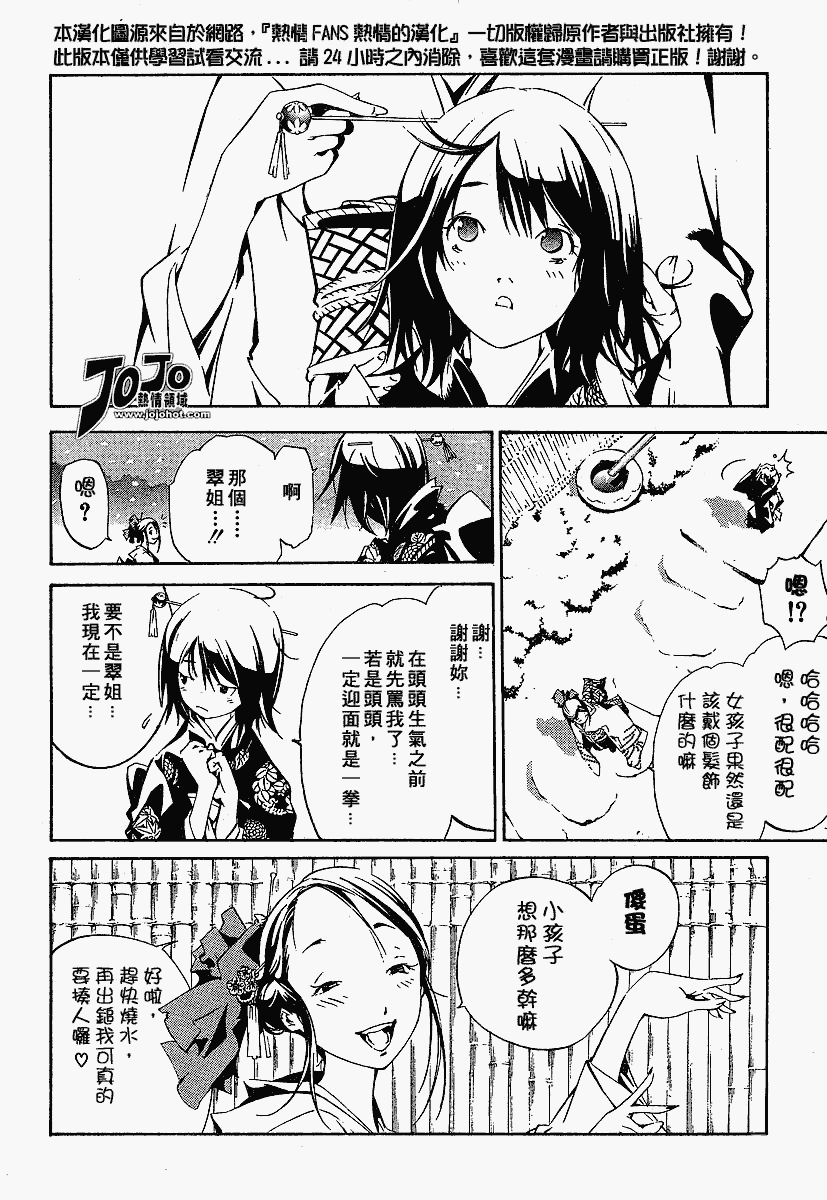 本漢化圖源來自於網路，『熱情FANS熱情的漢化』一切版權歸原作者與出版社擁有！
此版本僅供學習試看交流... 請24小時之內消除，喜歡這套漫畫請購買正版！謝謝。
JOJO
熱情領域
www.jojohot.com
嗯!?
哈哈哈哈
嗯，很配很配
女孩子果然還是
該戴個髮飾
什麼的嘛
啊
那個……
翠姐……!!
嗯？
謝…
謝謝妳…
在頭頭生氣之前
就先罵我了…
若是頭頭，
一定迎面就是一拳…
要不是翠姐…
我現在一定…
傻蛋
小孩子
想那麼多幹嘛
好啦，
趕快燒水，
再出鎚我可真的
要揍人囉♡